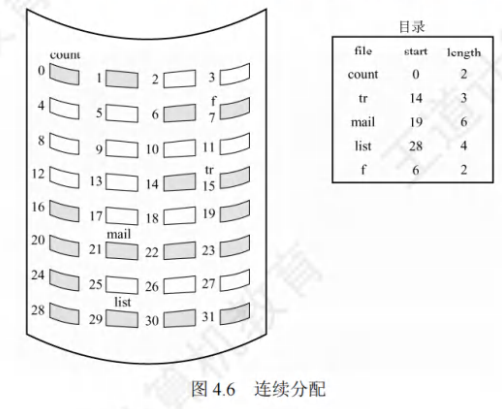 目录
file start length
count 0 2
tr 14 3
mail 19 6
list 28 4
f 6 2
count
0 1 2 3
f
4 5 6 7
8 9 10 11
tr
12 13 14 15
16 17 18 19
mail
20 21 22 23
24 25 26 27
list
28 29 30 31
图 4.6 连续分配